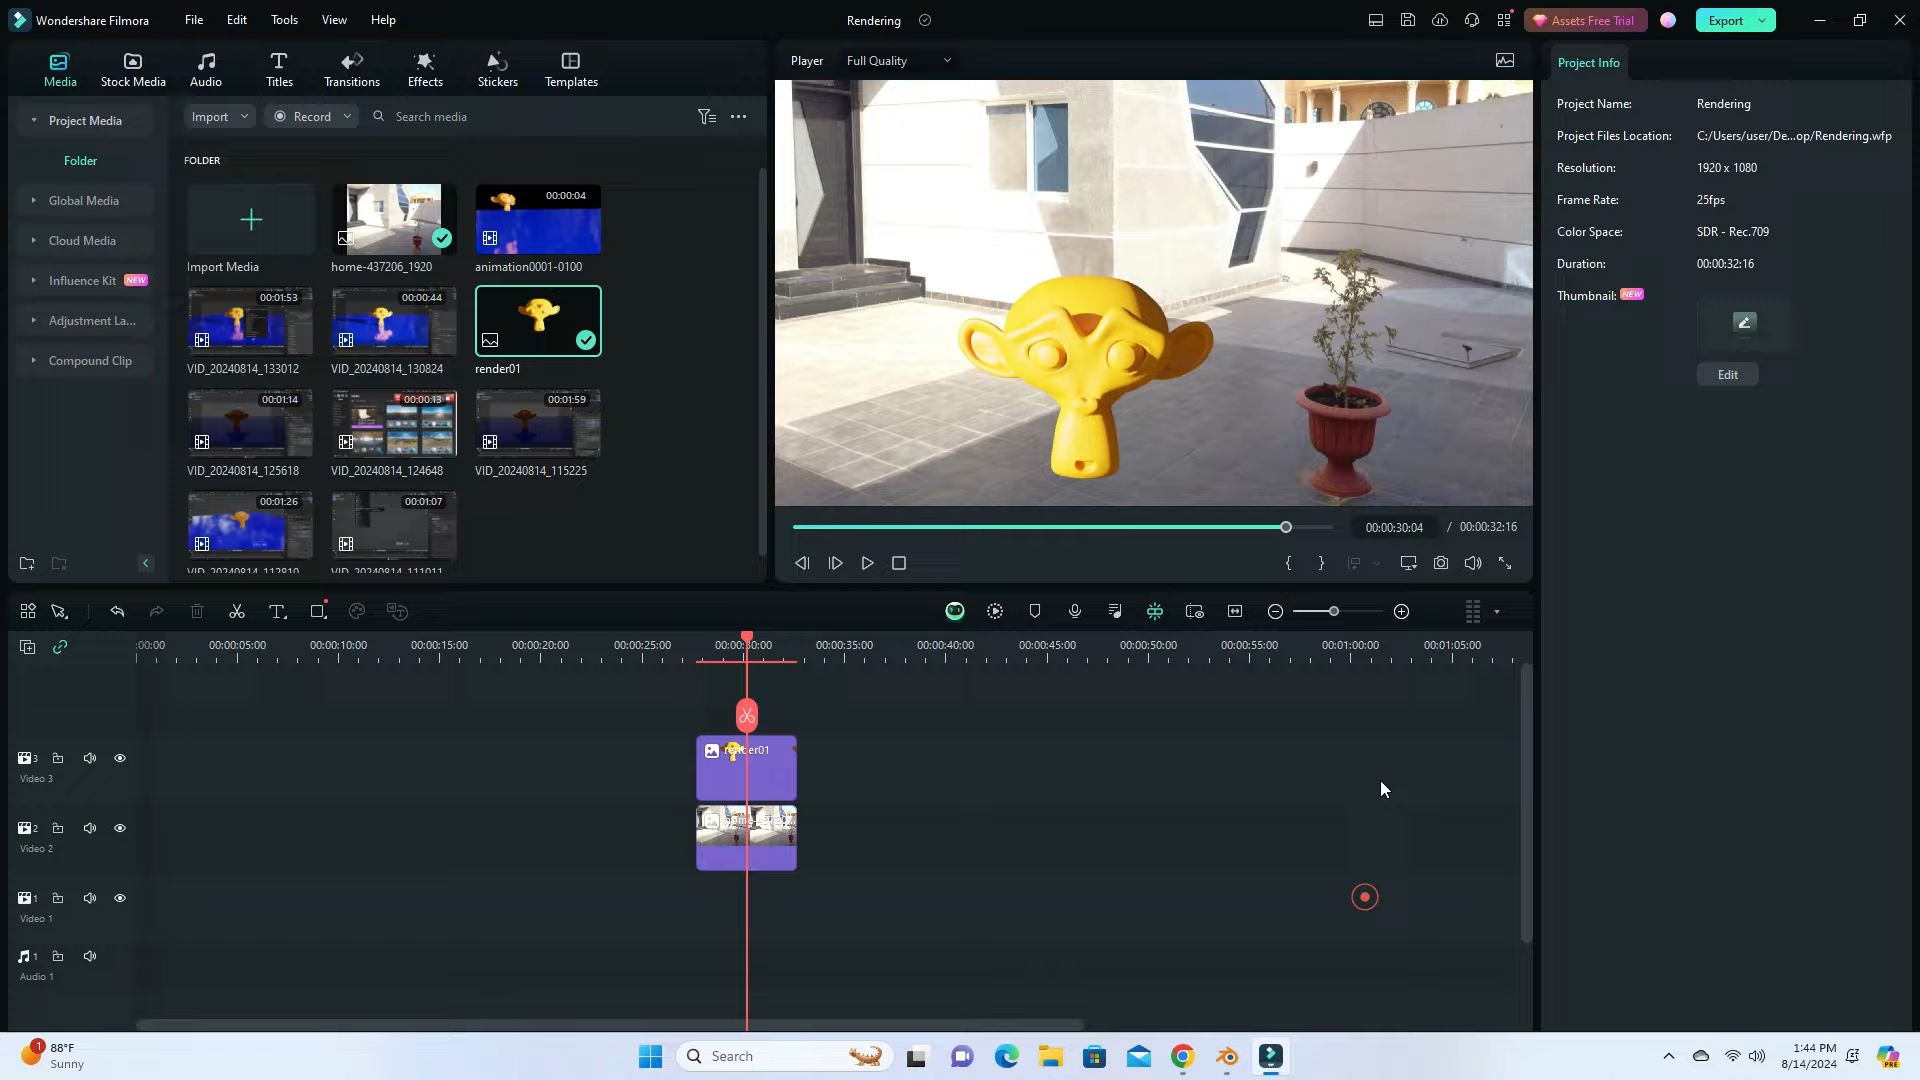 Wondershare Filmora
File
Edit
Tools
View
Help
Rendering
Assets Free Trial
Export
Media
Stock Media
Audio
Titles
Transitions
Effects
Stickers
Templates
Player
Full Quality
Project Info
Project Media
Import
Record
Search media
Project Name:
Rendering
Folder
FOLDER
Project Files Location:
C:/Users/user/De...op/Rendering.wfp
Global Media
Resolution:
1920 x 1080
Cloud Media
Frame Rate:
25fps
Influence Kit
NEW
Color Space:
SDR - Rec.709
Adjustment La...
Duration:
00:00:32:16
Compound Clip
Thumbnail:
NEW
Edit
00:00:04
Import Media
home-437206_1920
animation0001-0100
00:01:53
00:00:44
VID_20240814_133012
VID_20240814_130824
render01
00:01:14
00:00:13
00:01:59
VID_20240814_125618
VID_20240814_124648
VID_20240814_115225
00:01:26
00:01:07
VID_20240814_112810
VID_20240814_111011
00:00:30:04
/
00:00:32:16
:00:00
00:00:05:00
00:00:10:00
00:00:15:00
00:00:20:00
00:00:25:00
00:00:30:00
00:00:35:00
00:00:40:00
00:00:45:00
00:00:50:00
00:00:55:00
00:01:00:00
00:01:05:00
3
render01
Video 3
2
Video 2
1
Video 1
1
Audio 1
1
88°F
Sunny
Search
1:44 PM
8/14/2024
PRE